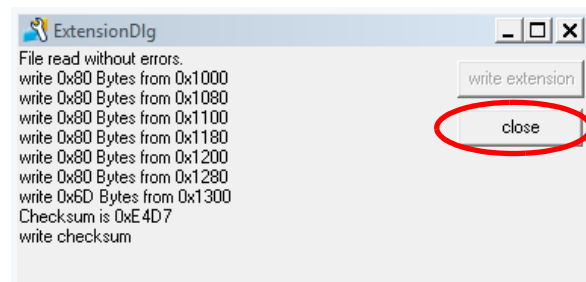 ExtensionDlg
File read without errors.
write 0x80 Bytes from 0x1000
write 0x80 Bytes from 0x1080
write 0x80 Bytes from 0x1100
write 0x80 Bytes from 0x1180
write 0x80 Bytes from 0x1200
write 0x80 Bytes from 0x1280
write 0x6D Bytes from 0x1300
Checksum is 0xE4D7
write checksum
write extension
close